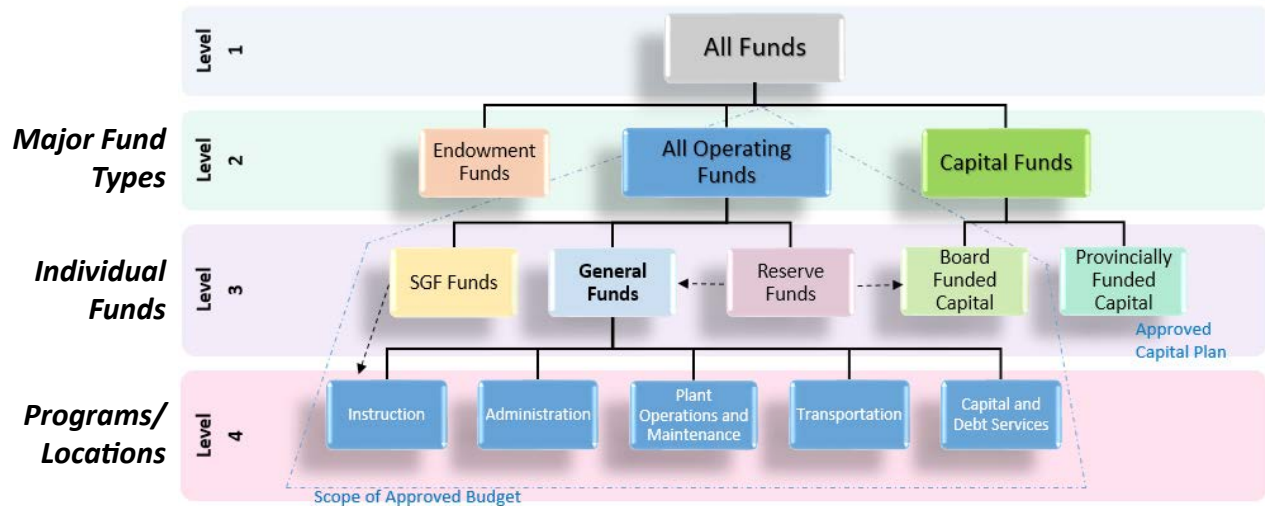 Level
1
All Funds
Major Fund
Types
Level
2
Endowment
Funds
All Operating
Funds
Capital Funds
Individual
Funds
Level
3
SGF Funds
General
Funds
Reserve
Funds
Board
Funded
Capital
Provincially
Funded
Capital
Approved
Capital Plan
Programs/
Locations
Level
4
Instruction
Administration
Plant
Operations and
Maintenance
Transportation
Capital and
Debt Services
Scope of Approved Budget